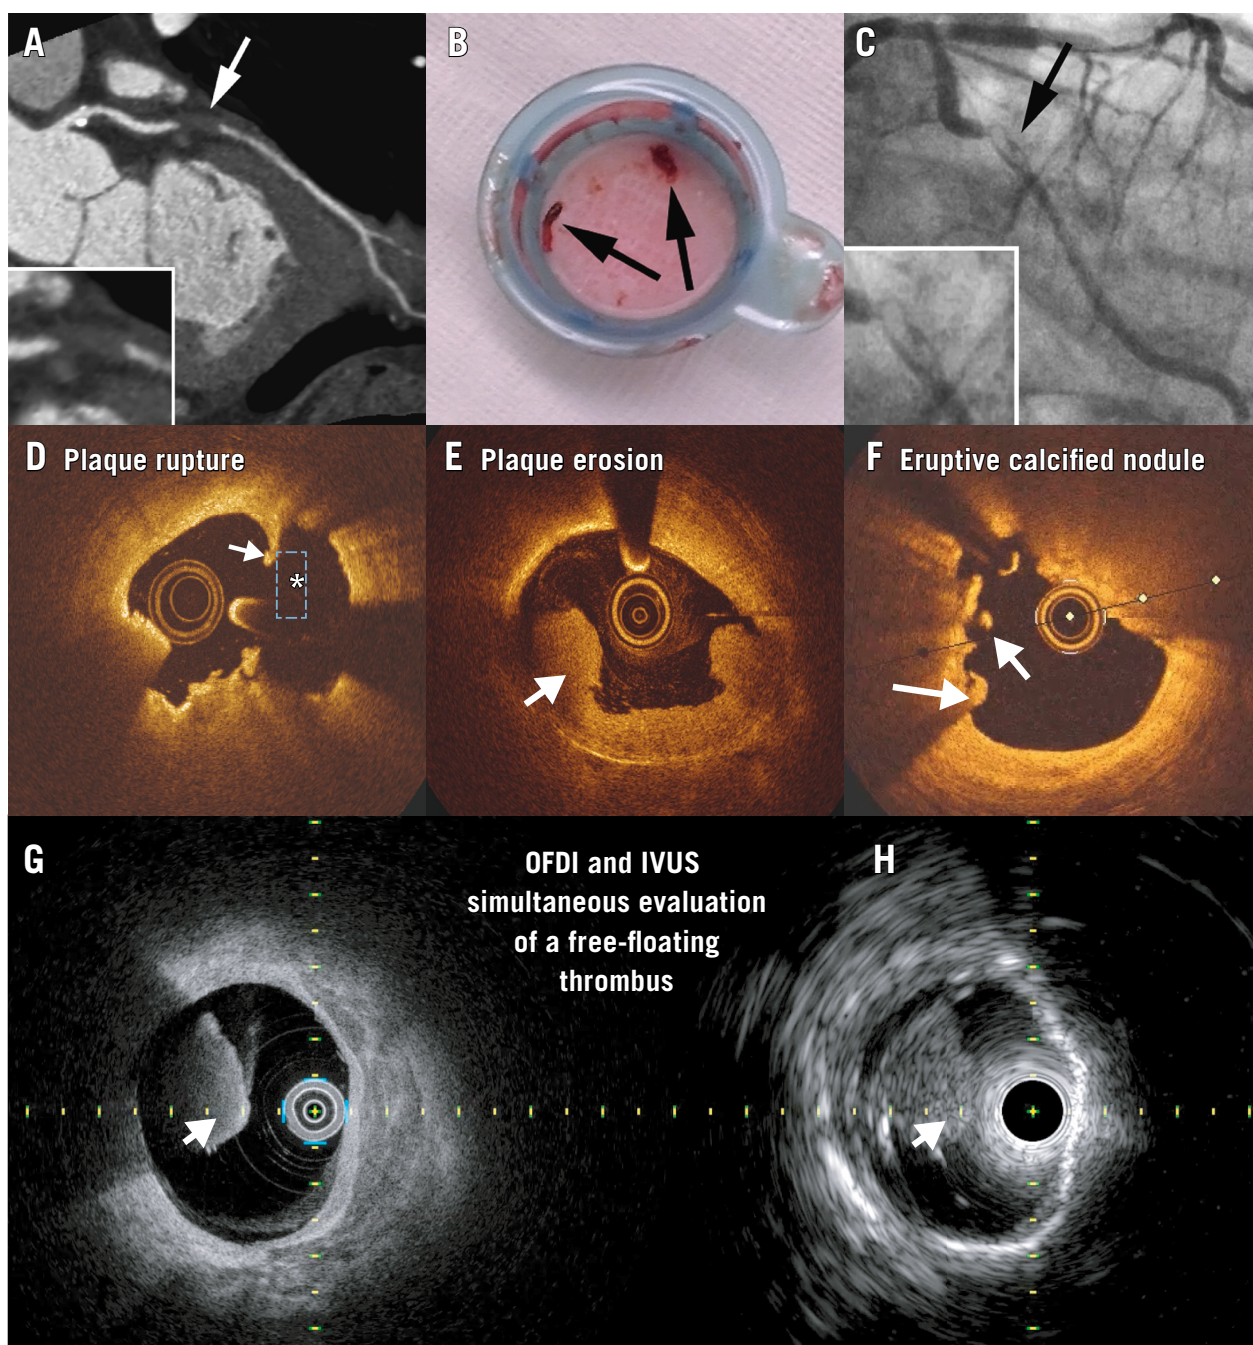 A
B
C
D Plaque rupture
*
E Plaque erosion
F Eruptive calcified nodule
G
OFDI and IVUS
simultaneous evaluation
of a free-floating
thrombus
H